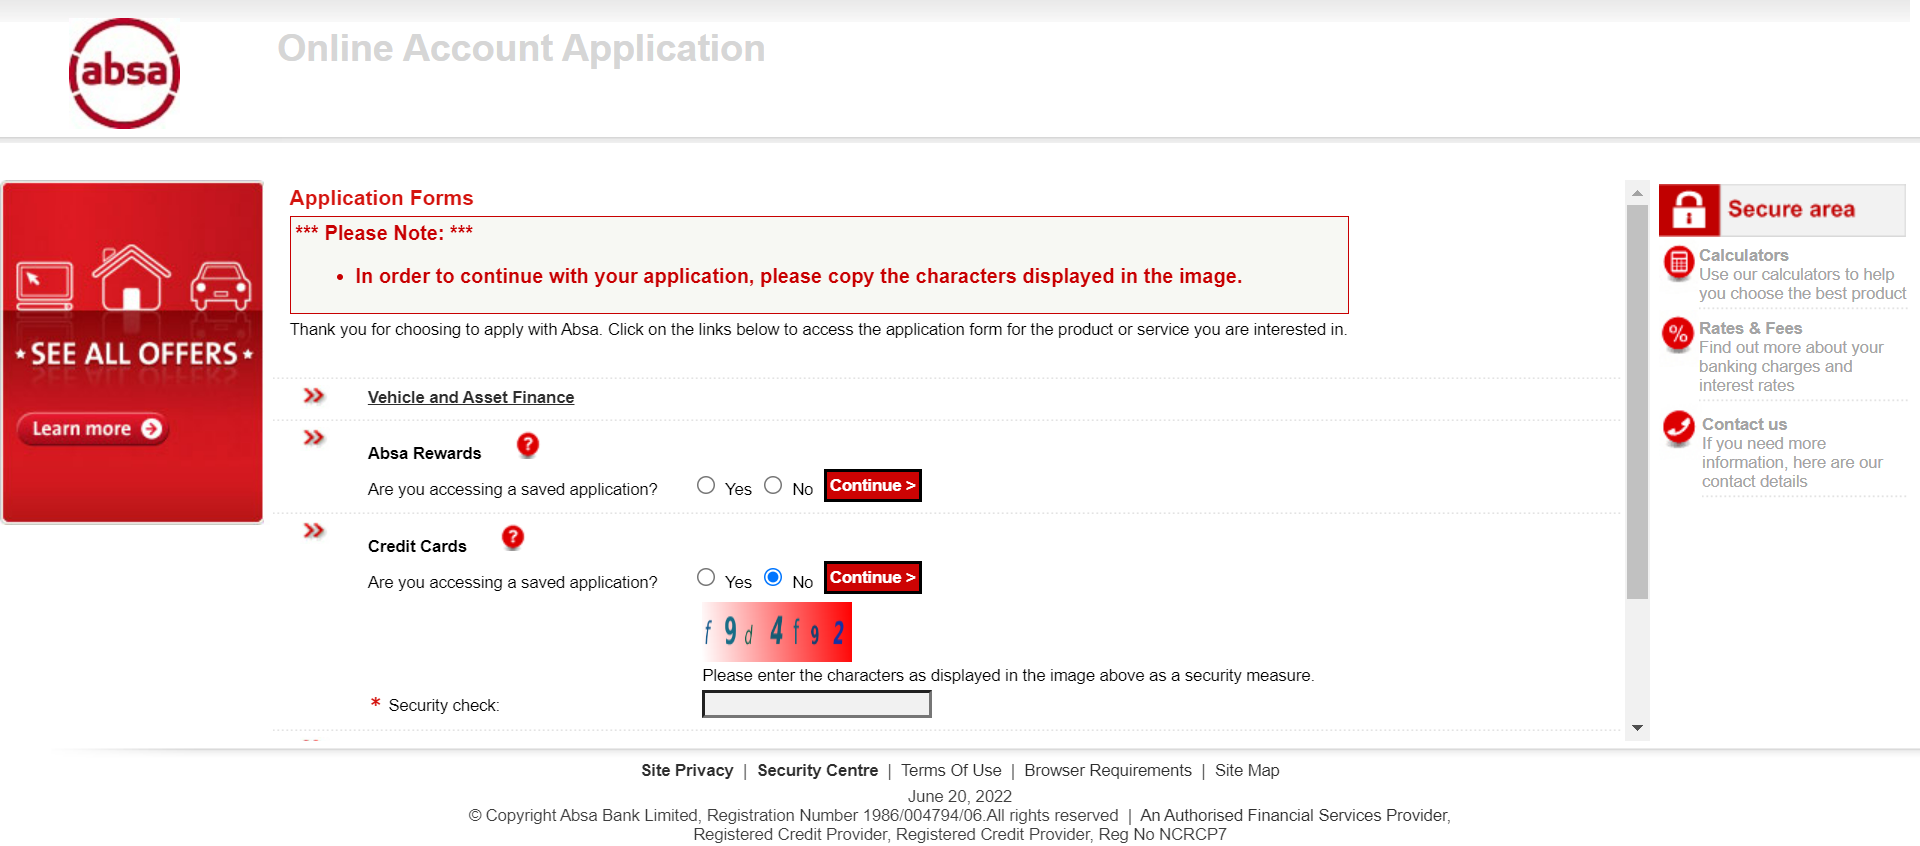 absa
Online Account Application
SEE ALL OFFERS
Learn more
Application Forms
*** Please Note: ***
• In order to continue with your application, please copy the characters displayed in the image.
Thank you for choosing to apply with Absa. Click on the links below to access the application form for the product or service you are interested in.
Vehicle and Asset Finance
Absa Rewards ?
Are you accessing a saved application? Yes No Continue >
Credit Cards ?
Are you accessing a saved application? Yes No Continue >
f9d4f92
Please enter the characters as displayed in the image above as a security measure.
* Security check:
Secure area
Calculators
Use our calculators to help
you choose the best product
%
Rates & Fees
Find out more about your
banking charges and
interest rates
Contact us
If you need more
information, here are our
contact details
Site Privacy | Security Centre | Terms Of Use | Browser Requirements | Site Map
June 20, 2022
© Copyright Absa Bank Limited, Registration Number 1986/004794/06.All rights reserved | An Authorised Financial Services Provider,
Registered Credit Provider, Registered Credit Provider, Reg No NCRCP7